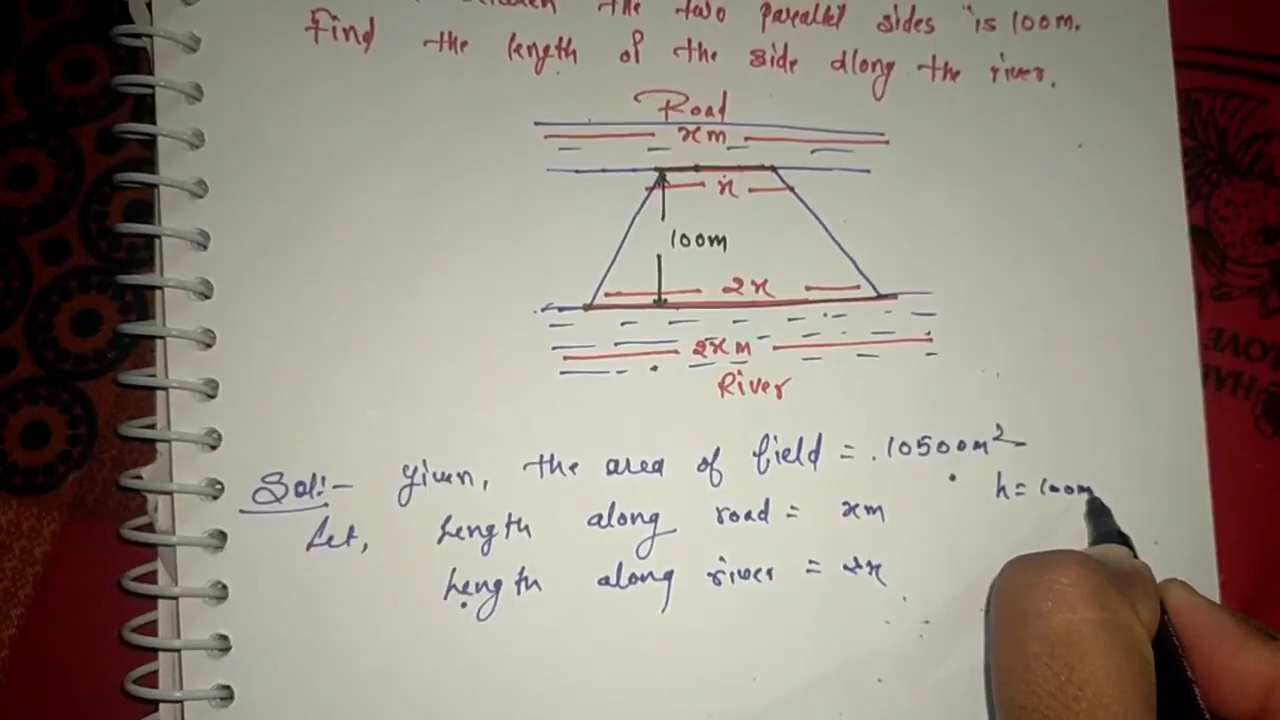 the two parallel sides is 100m.
Find the length of the side along the river.
Road
xm
x
100m
2x
2xm
River
Sol:- Given, the area of field = 10500m²
h = 100m
Let, Length along road = xm
Length along river = 2x
LOVE